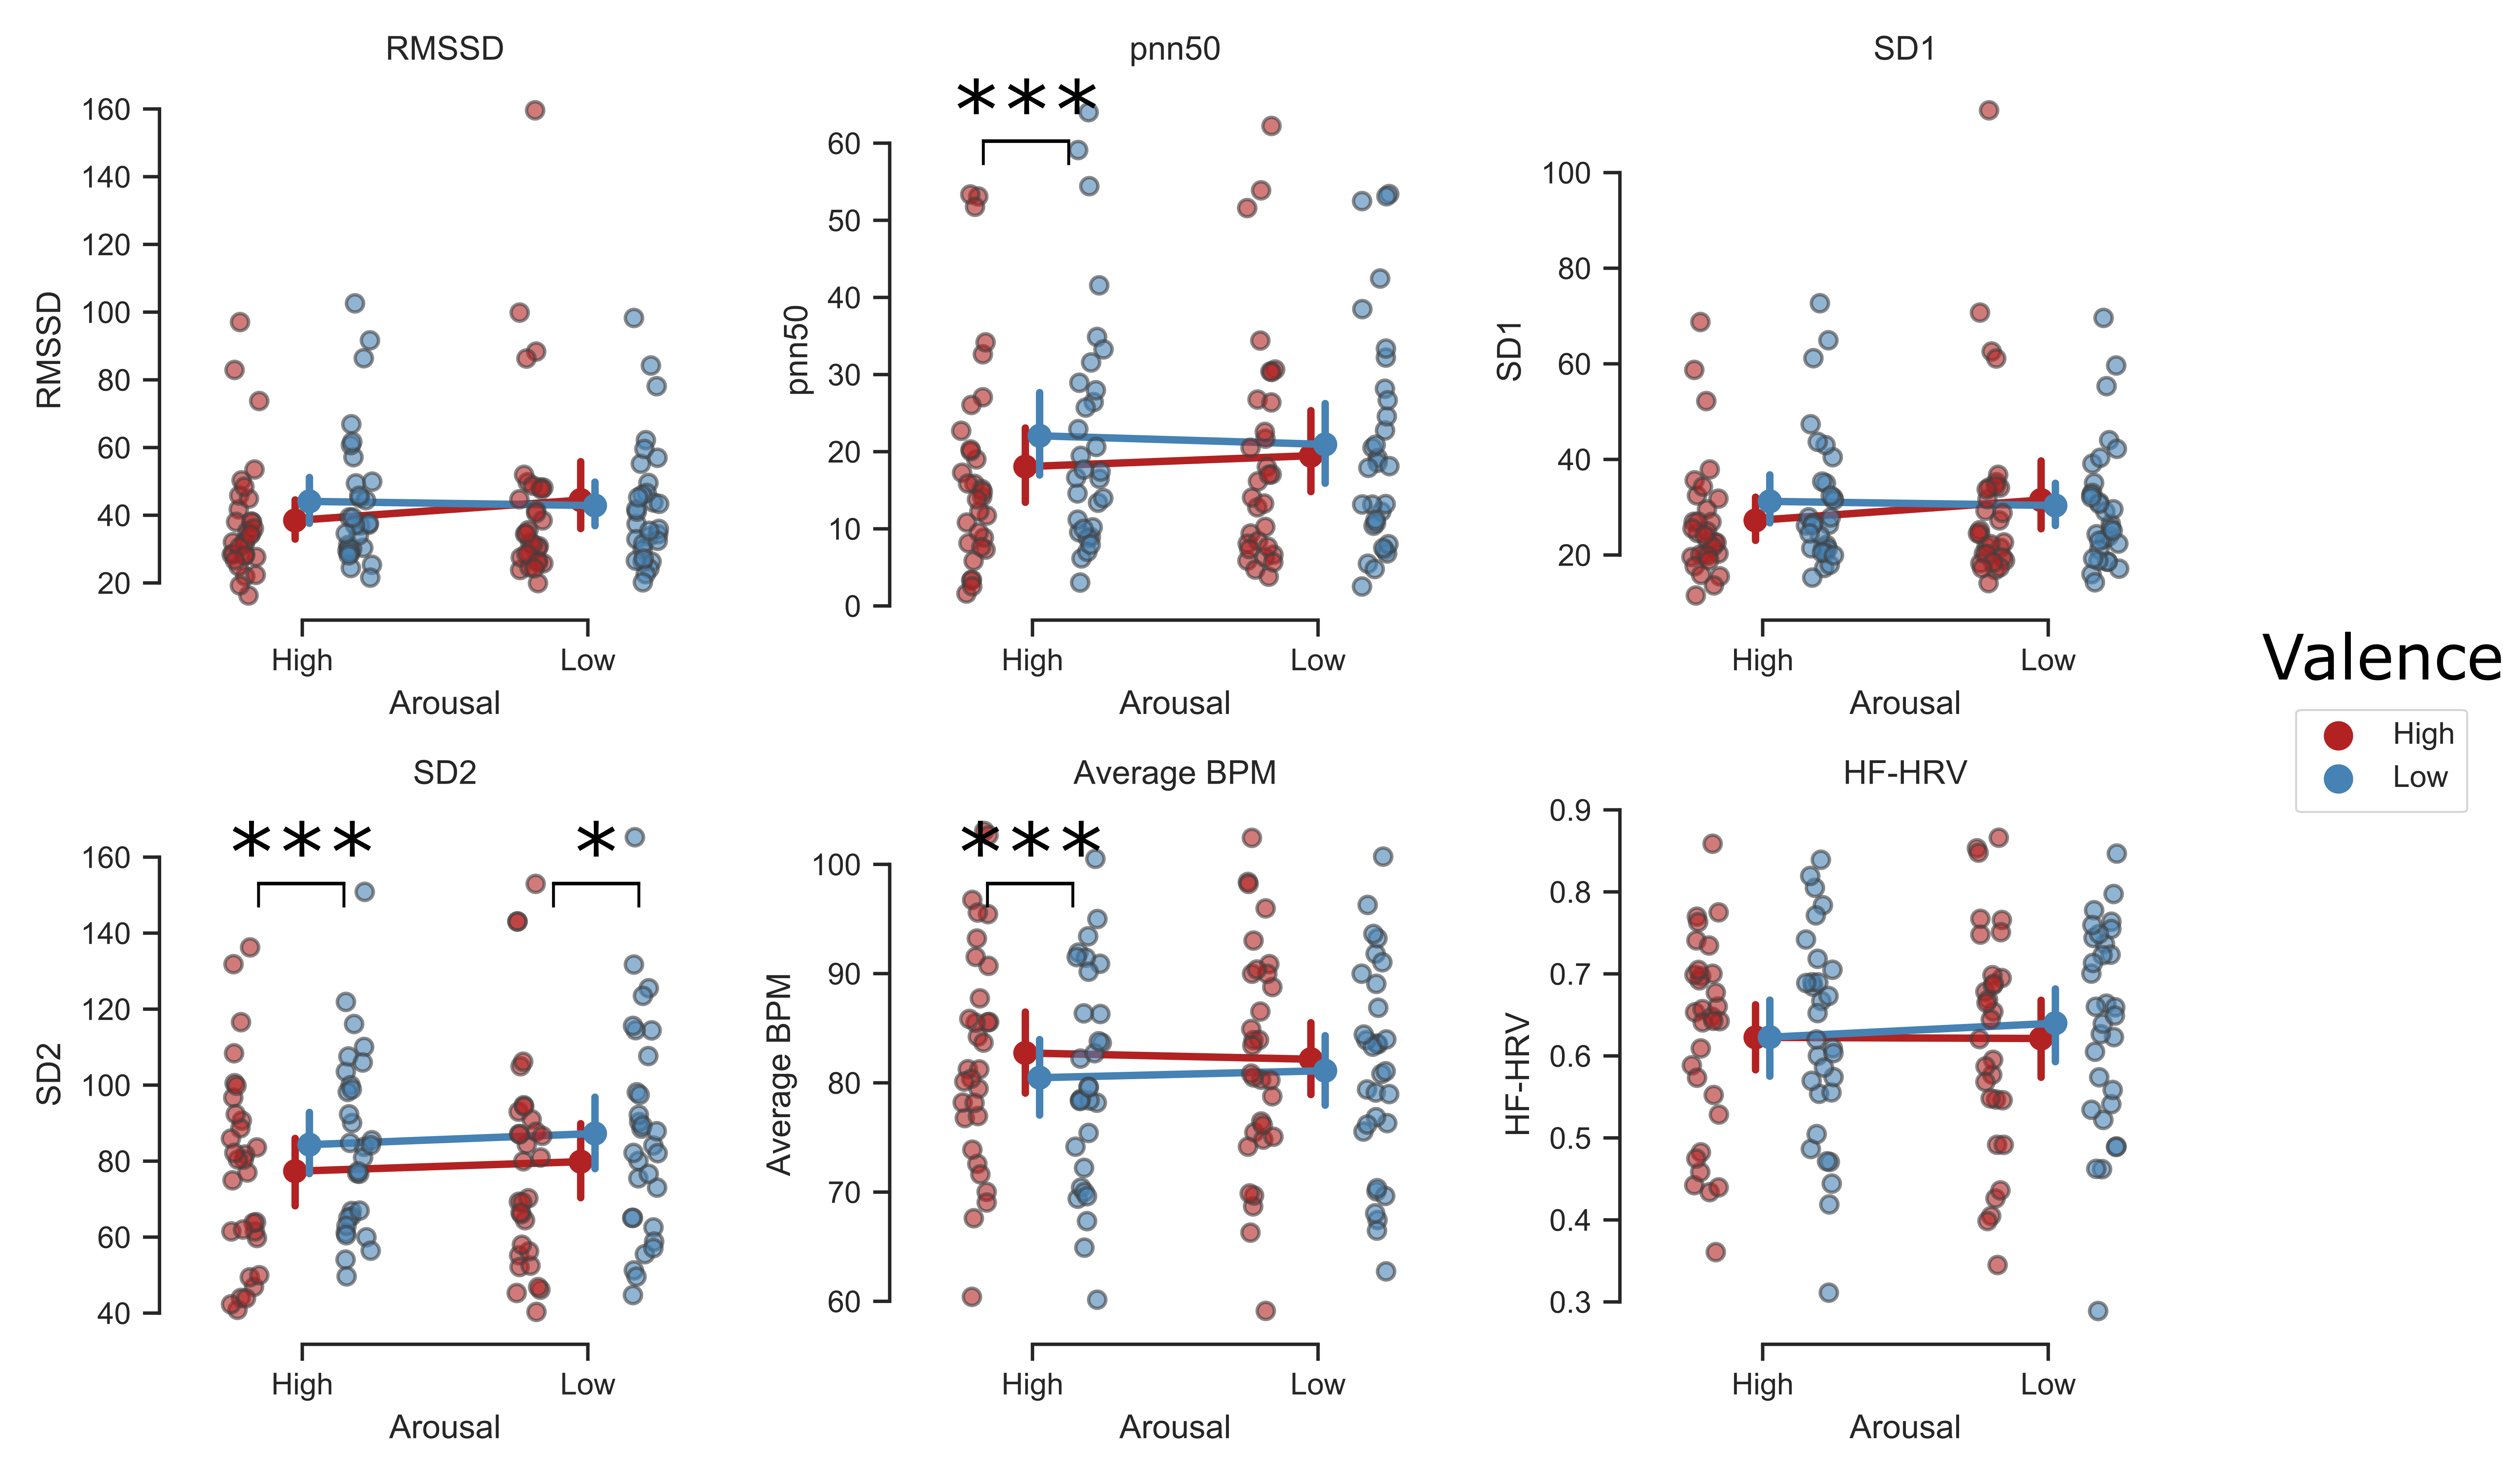 RMSSD
pnn50
SD1
***
160
140
120
100
80
60
40
20
RMSSD
High
Low
Arousal
60
50
40
30
20
10
0
pnn50
High
Low
Arousal
100
80
60
40
20
SD1
High
Low
Arousal
Valence
High
Low
SD2
Average BPM
HF-HRV
***
*
160
140
120
100
80
60
40
SD2
High
Low
Arousal
***
100
90
80
70
60
Average BPM
High
Low
Arousal
0.9
0.8
0.7
0.6
0.5
0.4
0.3
HF-HRV
High
Low
Arousal